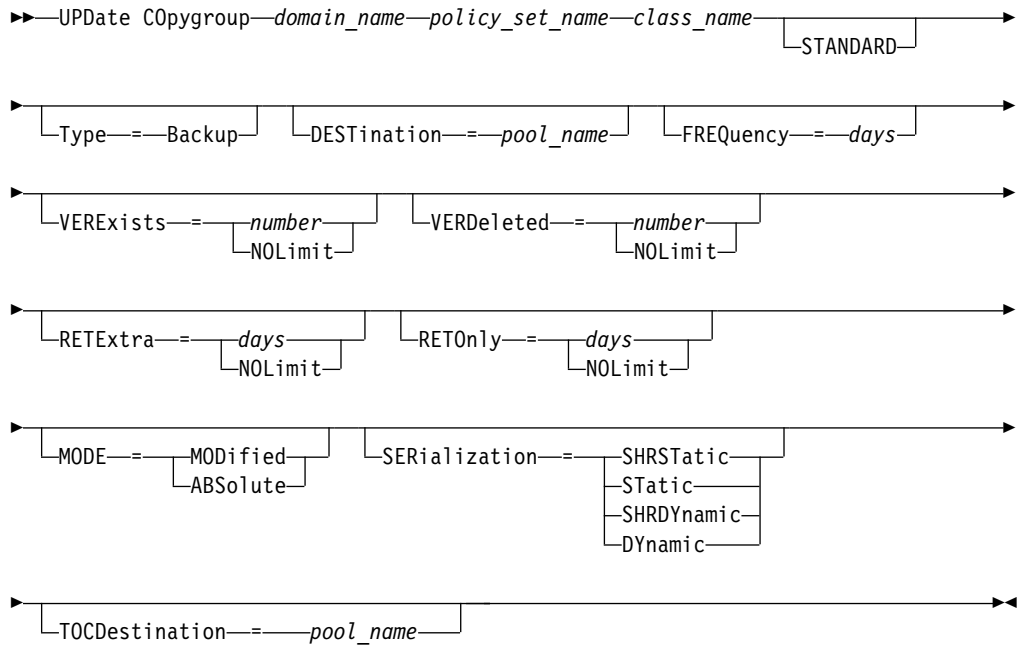 UPDate COpygroup domain_name policy_set_name class_name
STANDARD
Type = Backup DESTination = pool_name FREQuency = days
VERExists = number VERDeleted = number
NOLimit NOLimit
RETExtra = days RETOnly = days
NOLimit NOLimit
MODE = MODified SERialization = SHRSTatic
ABSolute STatic
SHRDYnamic
DYnamic
TOCDestination = pool_name